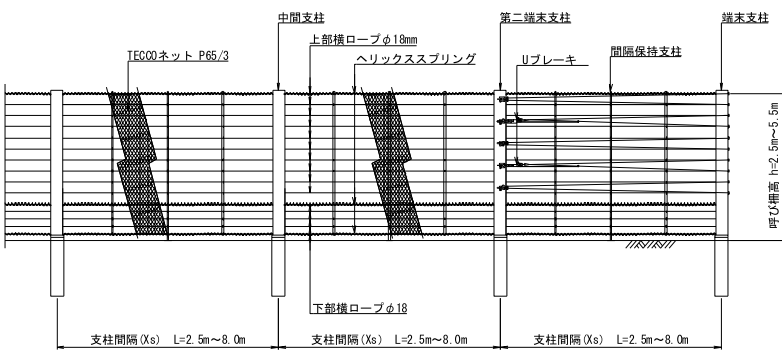 中間支柱
第二端末支柱
端末支柱
上部横ロープφ18mm
TECCOネット P65/3
ヘリックススプリング
Uブレーキ
間隔保持支柱
呼び柵高 h=2.5m～5.5m
下部横ロープφ18
支柱間隔(Xs) L=2.5m～8.0m
支柱間隔(Xs) L=2.5m～8.0m
支柱間隔(Xs) L=2.5m～8.0m